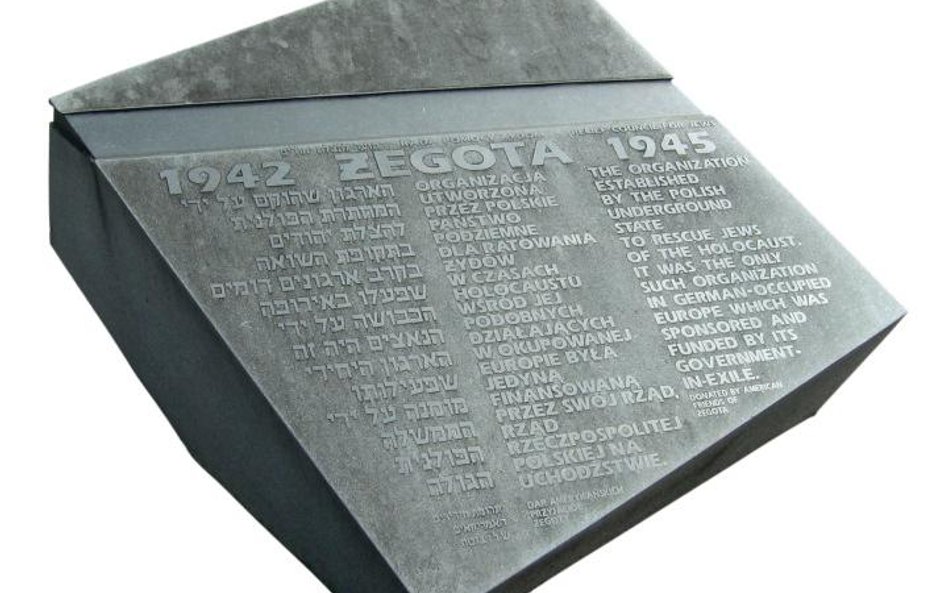 RELIEF COUNCIL FOR JEWS
1942 ŻEGOTA 1945
הארגון שהוקם על ידי
המחתרת הפולנית
להצלת יהודים
בתקופת השואה
בקרב ארגונים דומים
שפעלו באירופה
הכבושה על ידי
הנאצים היה זה
הארגון היחידי
שפעילותו
מומנה על ידי
הממשלה
הפולנית
הגולה
ORGANIZACJA
UTWORZONA
PRZEZ POLSKIE
PAŃSTWO
PODZIEMNE
DLA RATOWANIA
ŻYDÓW
W CZASACH
HOLOCAUSTU
WŚRÓD JEJ
PODOBNYCH
DZIAŁAJĄCYCH
W OKUPOWANEJ
EUROPIE BYŁA
JEDYNĄ
FINANSOWANĄ
PRZEZ SWÓJ RZĄD,
RZĄD
RZECZPOSPOLITEJ
POLSKIEJ NA
UCHODŹSTWIE.
DAR AMERYKAŃSKICH
PRZYJACIÓŁ
ŻEGOTY
THE ORGANIZATION
ESTABLISHED
BY THE POLISH
UNDERGROUND
STATE
TO RESCUE JEWS
OF THE HOLOCAUST.
IT WAS THE ONLY
SUCH ORGANIZATION
IN GERMAN-OCCUPIED
EUROPE WHICH WAS
SPONSORED AND
FUNDED BY ITS
GOVERNMENT-
IN-EXILE.
DONATED BY AMERICAN
FRIENDS OF
ŻEGOTA